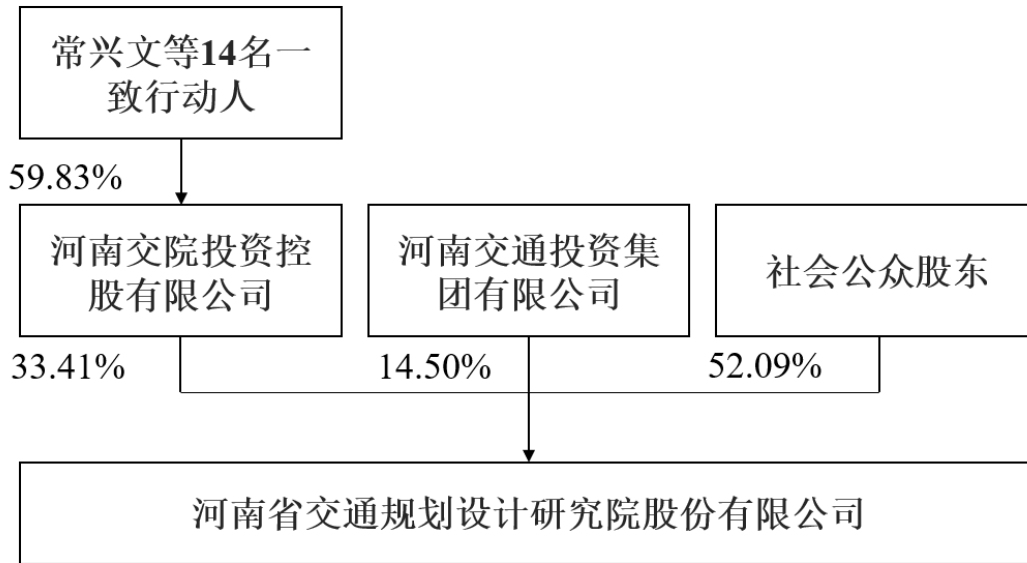 常兴文等14名一
致行动人
59.83%
河南交院投资控
股有限公司
河南交通投资集
团有限公司
社会公众股东
33.41%
14.50%
52.09%
河南省交通规划设计研究院股份有限公司